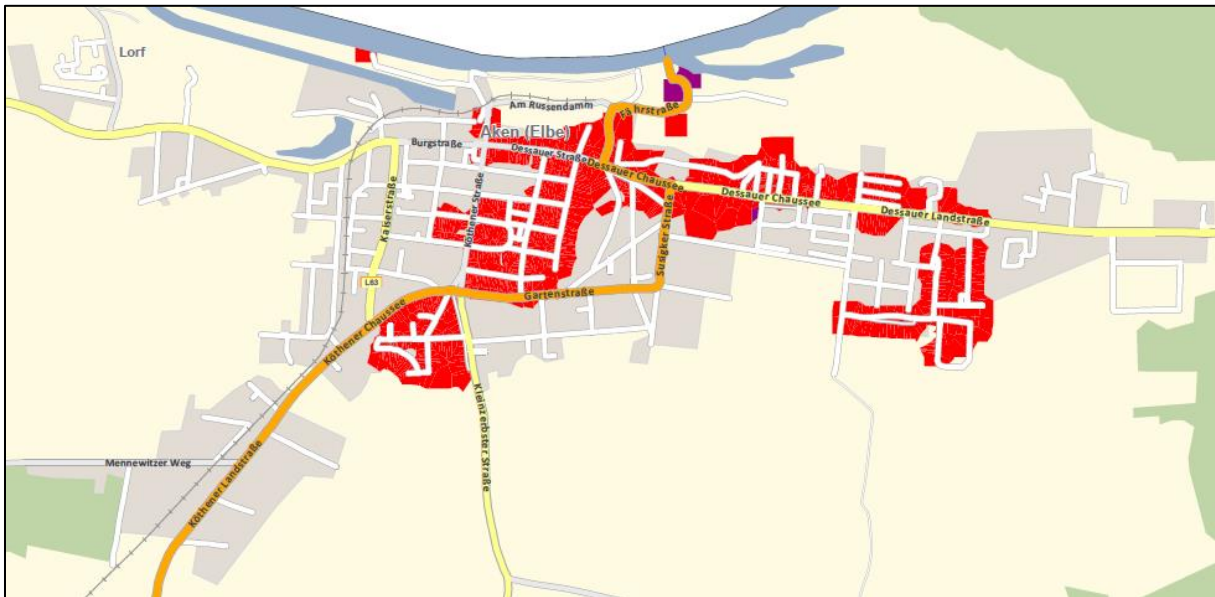 Lorf
Am Russendamm
Fährstraße
Aken (Elbe)
Burgstraße
Dessauer Straße
Dessauer Chaussee
Dessauer Chaussee
Dessauer Landstraße
Kaiserstraße
Köthener Straße
Susigker Straße
L63
Gartenstraße
Köthener Chaussee
Kleinzerbster Straße
Mennewitzer Weg
Köthener Landstraße